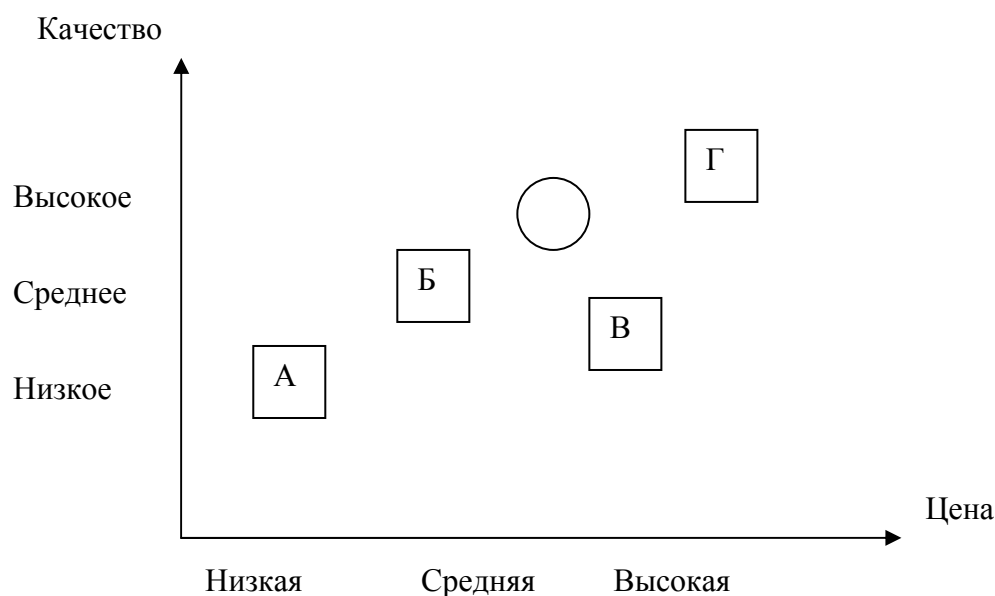 Качество
Г
Высокое
Б
Среднее
В
А
Низкое
Цена
Низкая Средняя Высокая